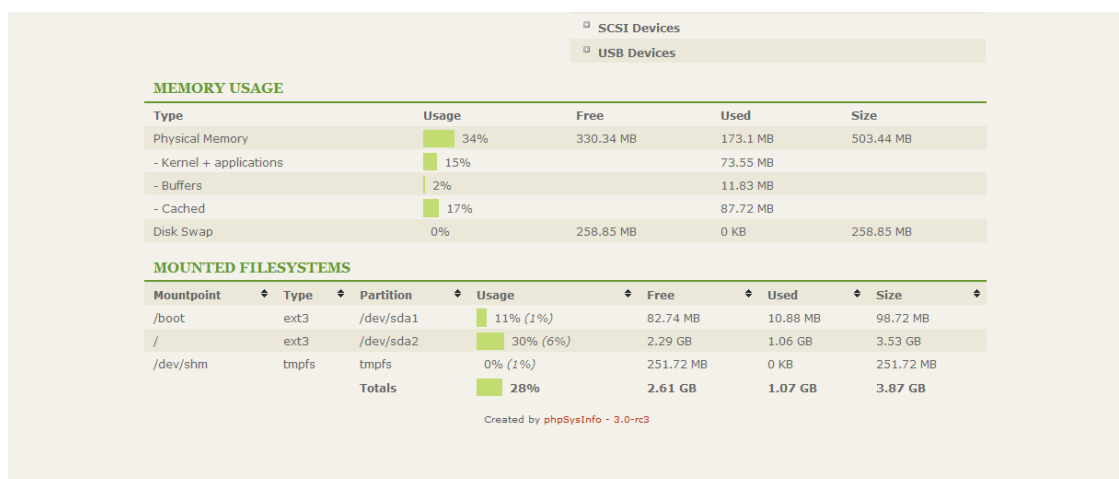 SCSI Devices
USB Devices
MEMORY USAGE
Type Usage Free Used Size
Physical Memory 34% 330.34 MB 173.1 MB 503.44 MB
- Kernel + applications 15% 73.55 MB
- Buffers 2% 11.83 MB
- Cached 17% 87.72 MB
Disk Swap 0% 258.85 MB 0 KB 258.85 MB
MOUNTED FILESYSTEMS
Mountpoint Type Partition Usage Free Used Size
/boot ext3 /dev/sda1 11% (1%) 82.74 MB 10.88 MB 98.72 MB
/ ext3 /dev/sda2 30% (6%) 2.29 GB 1.06 GB 3.53 GB
/dev/shm tmpfs tmpfs 0% (1%) 251.72 MB 0 KB 251.72 MB
Totals 28% 2.61 GB 1.07 GB 3.87 GB
Created by phpSysInfo - 3.0-rc3